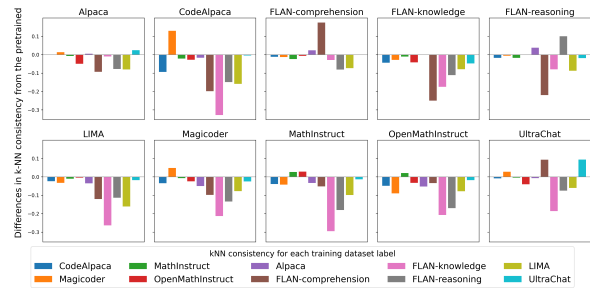 Alpaca CodeAlpaca FLAN-comprehension FLAN-knowledge FLAN-reasoning
0.1
0.0
−0.1
−0.2
−0.3
LIMA Magicoder MathInstruct OpenMathInstruct UltraChat
0.1
0.0
−0.1
−0.2
−0.3
Differences in k-NN consistency from the pretrained
kNN consistency for each training dataset label
CodeAlpaca MathInstruct Alpaca FLAN-knowledge LIMA
Magicoder OpenMathInstruct FLAN-comprehension FLAN-reasoning UltraChat